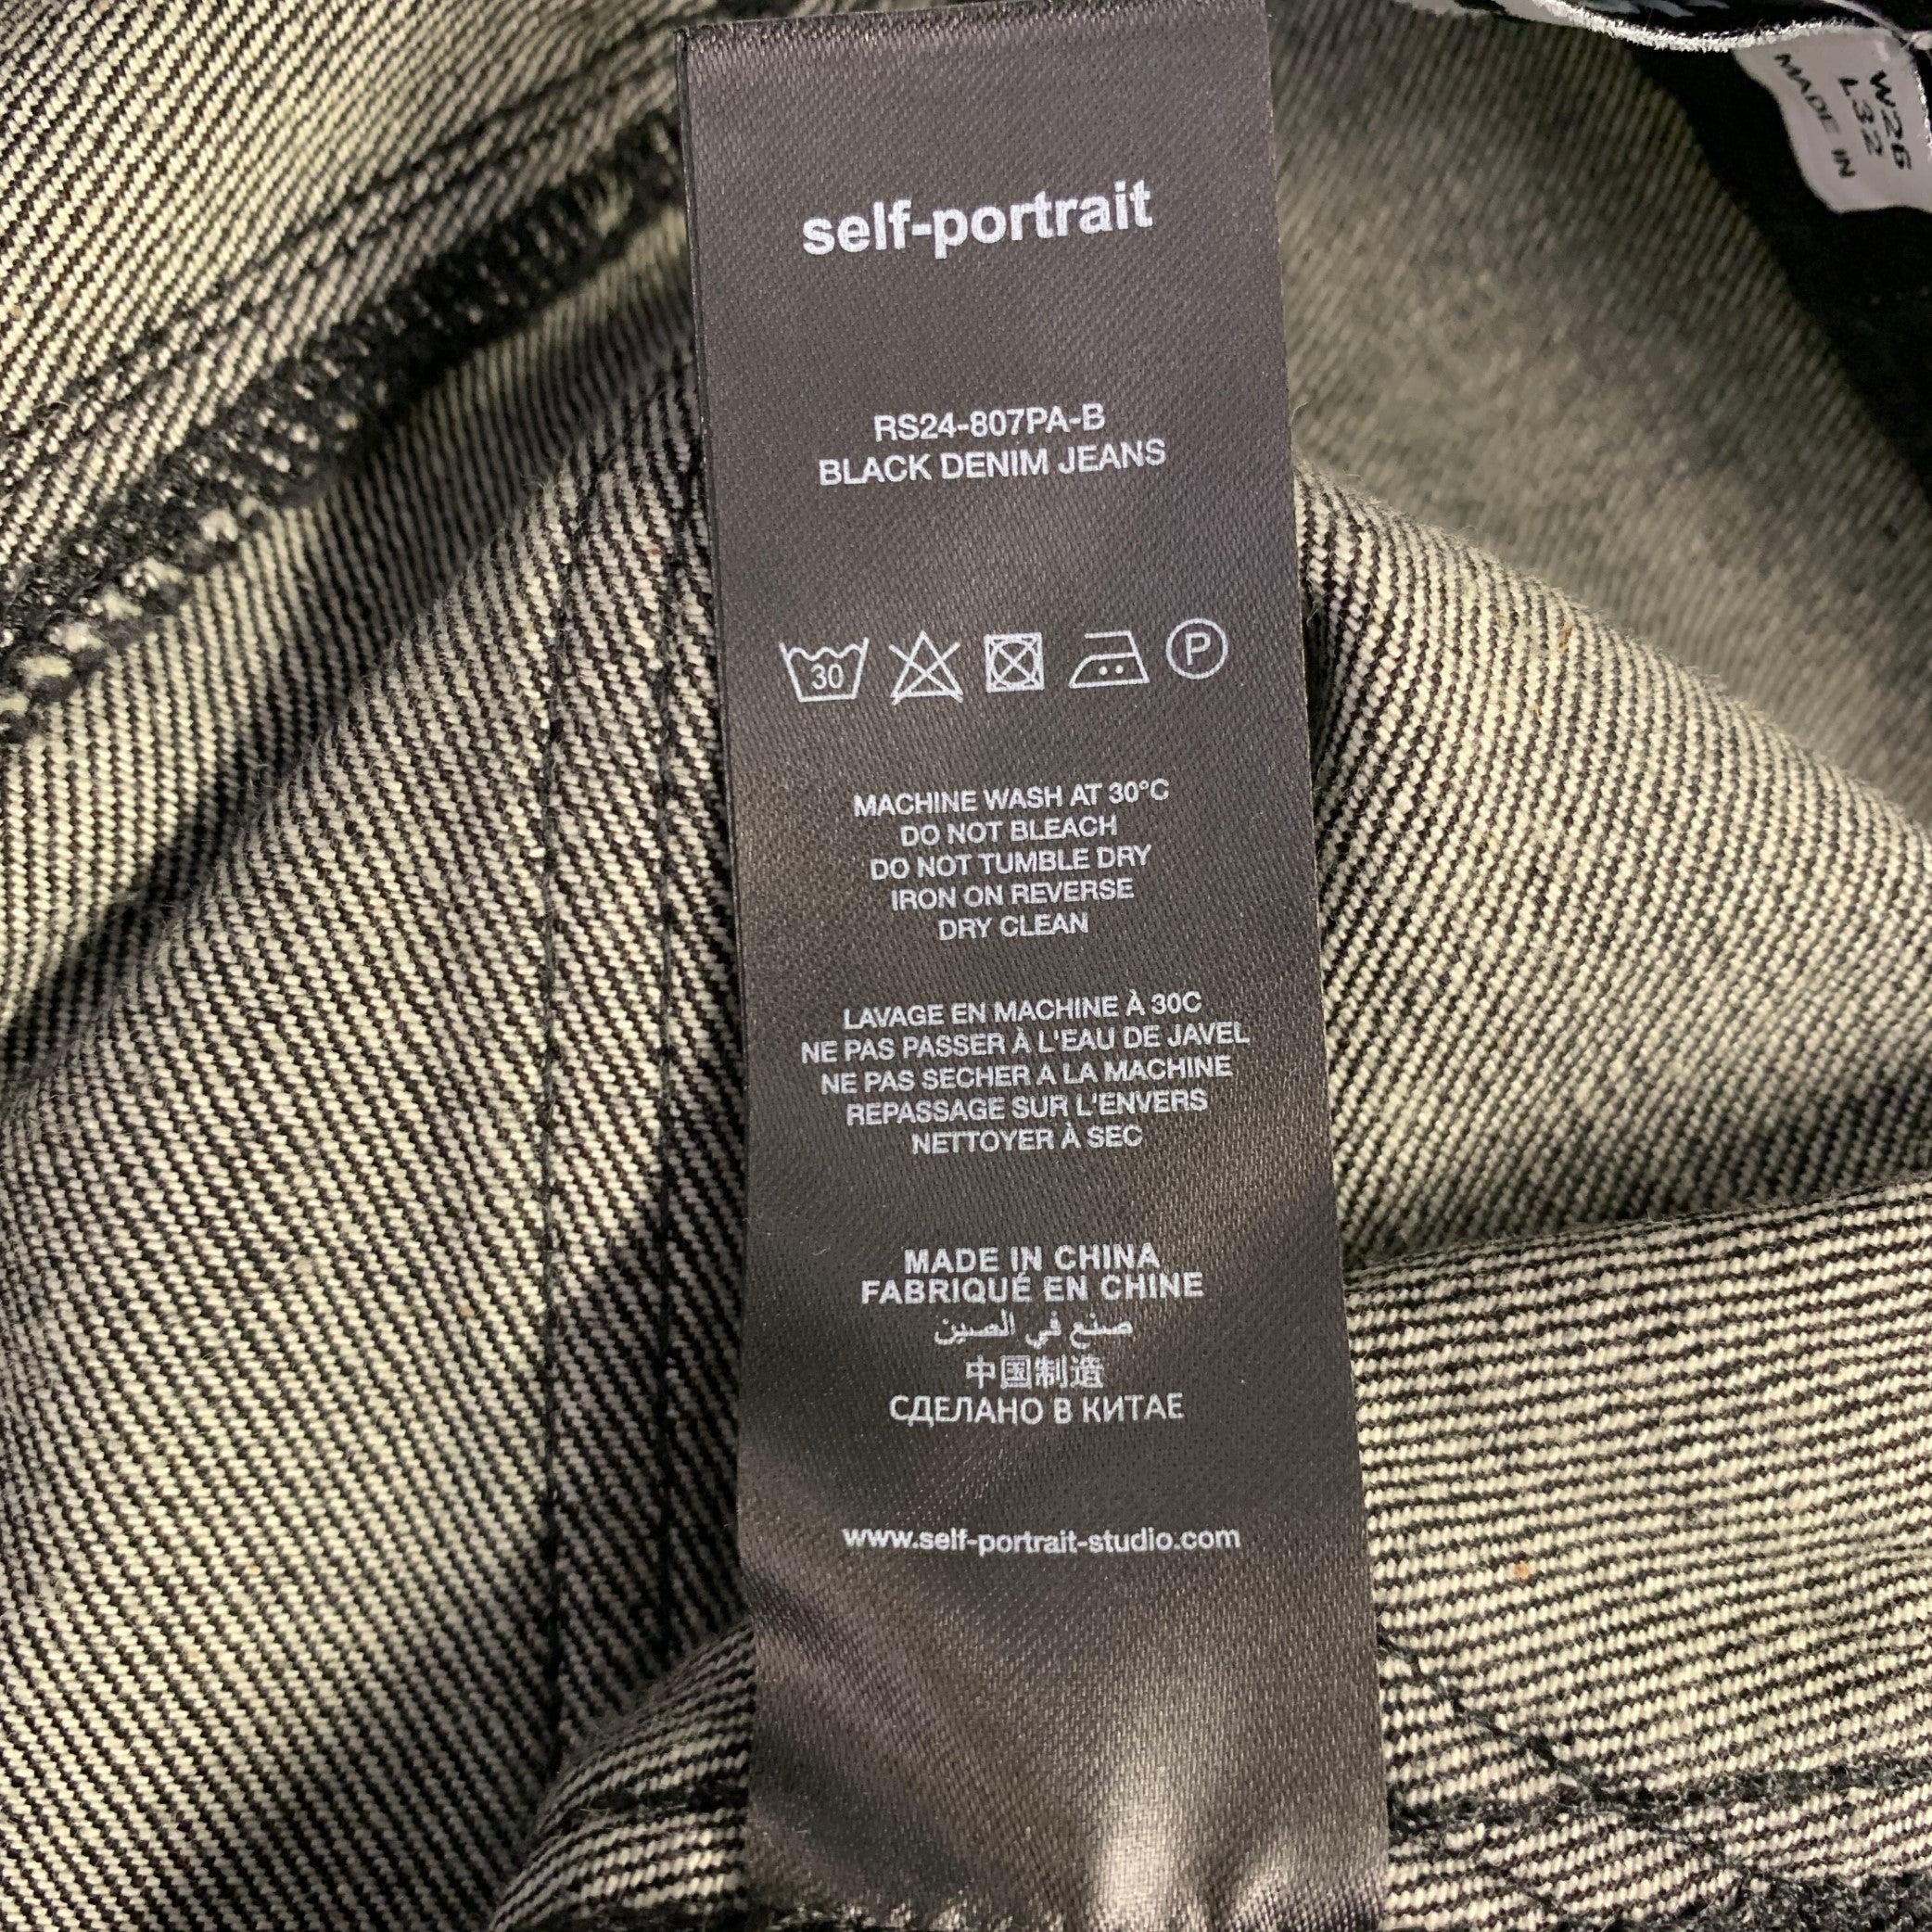 self-portrait
RS24-807PA-B
BLACK DENIM JEANS
30
P
MACHINE WASH AT 30°C
DO NOT BLEACH
DO NOT TUMBLE DRY
IRON ON REVERSE
DRY CLEAN
LAVAGE EN MACHINE À 30C
NE PAS PASSER À L'EAU DE JAVEL
NE PAS SECHER A LA MACHINE
REPASSAGE SUR L'ENVERS
NETTOYER À SEC
MADE IN CHINA
FABRIQUÉ EN CHINE
صنع في الصين
中国制造
СДЕЛАНО В КИТАЕ
www.self-portrait-studio.com
W26
L32
MADE IN